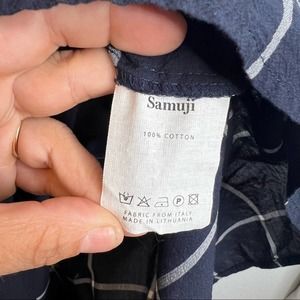 Samuji
100% COTTON
FABRIC FROM ITALY
MADE IN LITHUANIA